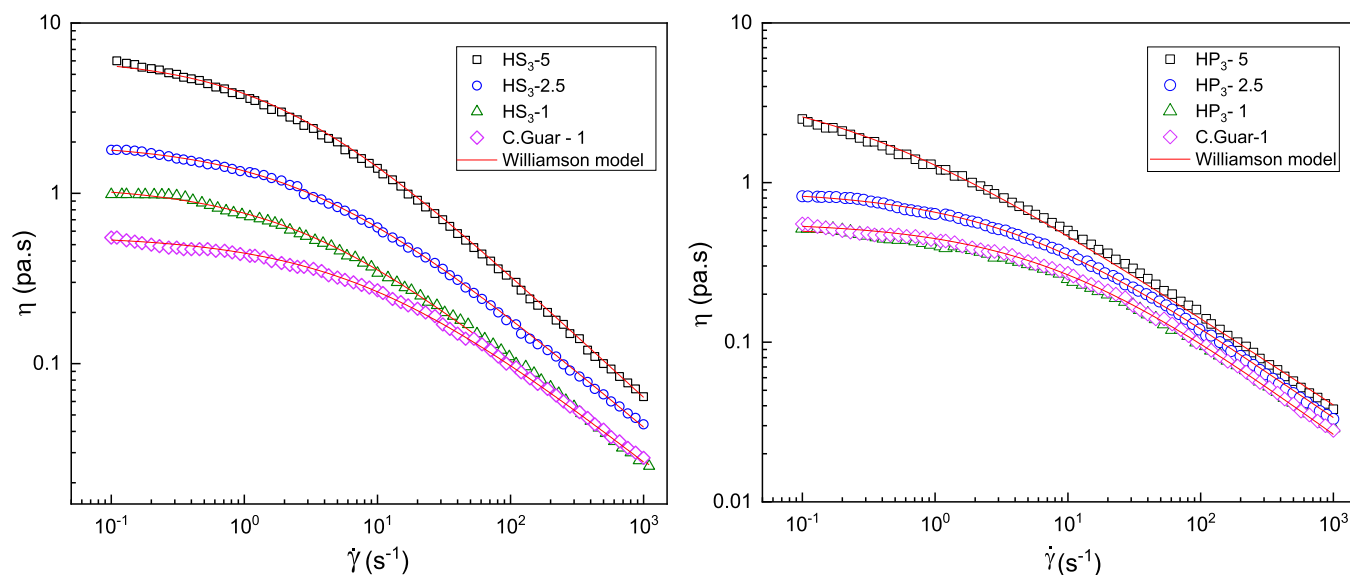 10
1
0.1
η (pa.s)
HS₃-5
HS₃-2.5
HS₃-1
C.Guar - 1
Williamson model
10⁻¹ 10⁰ 10¹ 10² 10³
γ̇ (s⁻¹)
10
1
0.1
0.01
η (pa.s)
HP₃- 5
HP₃- 2.5
HP₃- 1
C.Guar-1
Williamson model
10⁻¹ 10⁰ 10¹ 10² 10³
γ̇ (s⁻¹)